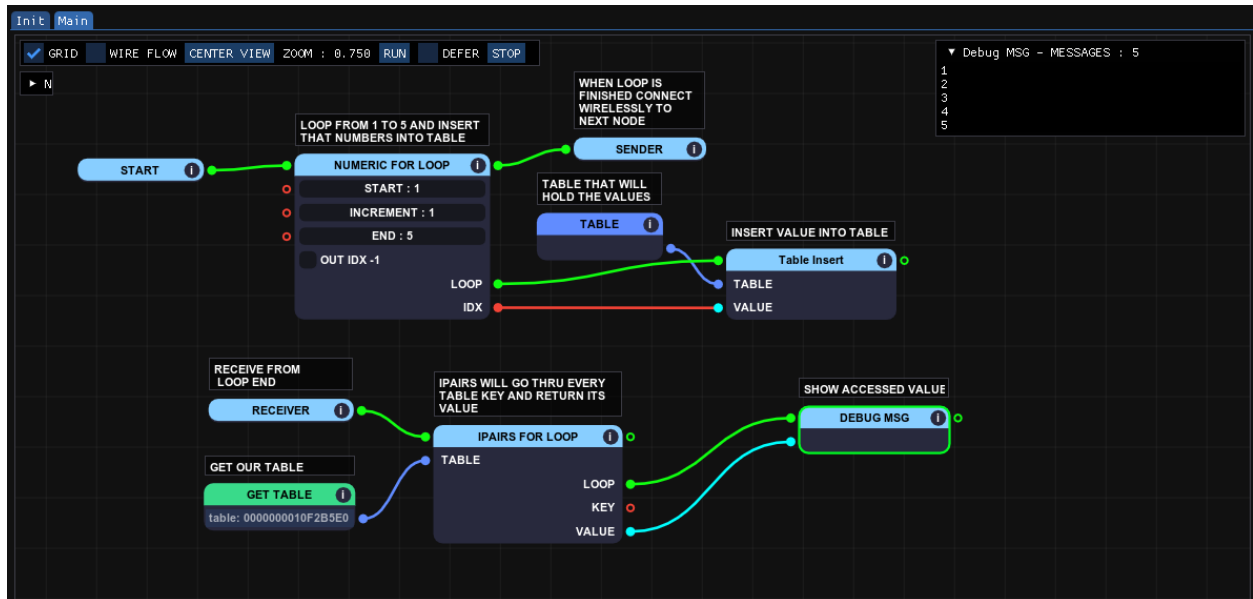 Init Main
GRID WIRE FLOW CENTER VIEW ZOOM : 0.750 RUN DEFER STOP
▼ Debug MSG - MESSAGES : 5
1
2
3
4
5
► N
WHEN LOOP IS
FINISHED CONNECT
WIRELESSLY TO
NEXT NODE
SENDER i
LOOP FROM 1 TO 5 AND INSERT
THAT NUMBERS INTO TABLE
START i
NUMERIC FOR LOOP i
START : 1
INCREMENT : 1
END : 5
OUT IDX -1
LOOP
IDX
TABLE THAT WILL
HOLD THE VALUES
TABLE i
INSERT VALUE INTO TABLE
Table Insert i
TABLE
VALUE
RECEIVE FROM
LOOP END
RECEIVER i
GET OUR TABLE
GET TABLE i
table: 0000000010F2B5E0
IPAIRS WILL GO THRU EVERY
TABLE KEY AND RETURN ITS
VALUE
IPAIRS FOR LOOP i
TABLE
LOOP
KEY
VALUE
SHOW ACCESSED VALUE
DEBUG MSG i